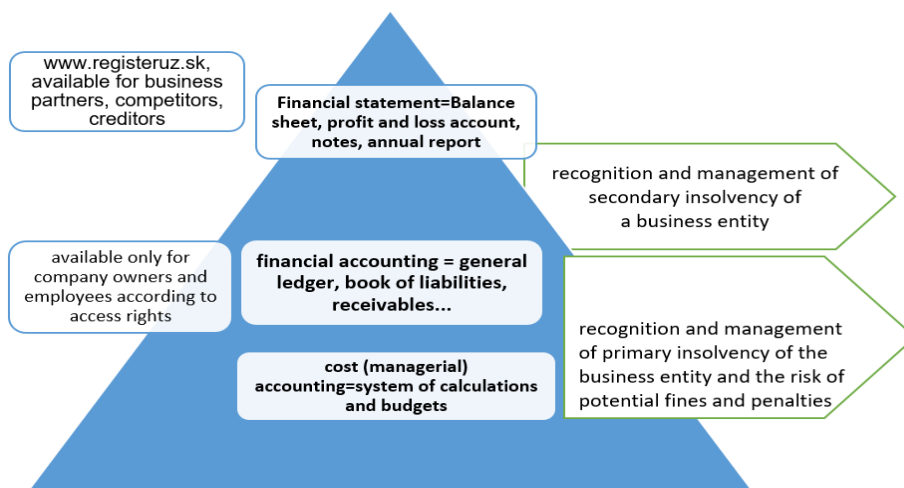 www.registeruz.sk,
available for business
partners, competitors,
creditors
Financial statement=Balance
sheet, profit and loss account,
notes, annual report
recognition and management of
secondary insolvency of
a business entity
available only for
company owners and
employees according to
access rights
financial accounting = general
ledger, book of liabilities,
receivables...
recognition and management
of primary insolvency of the
business entity and the risk of
potential fines and penalties
cost (managerial)
accounting=system of calculations
and budgets